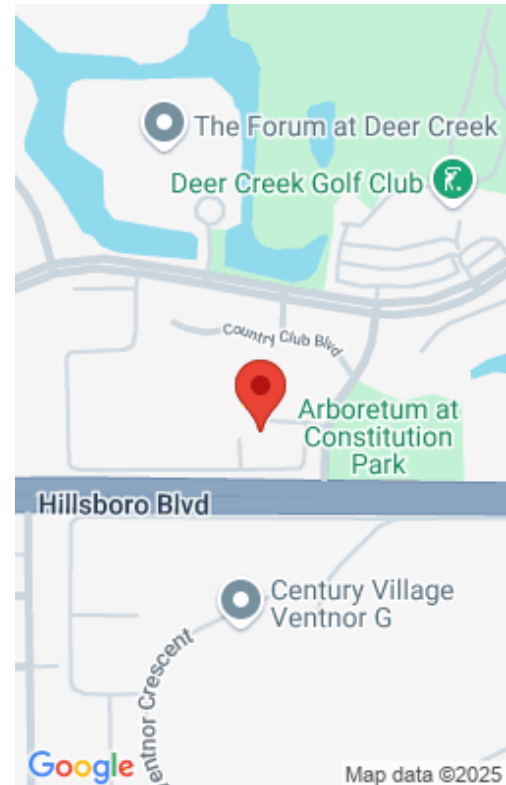 The Forum at Deer Creek
Deer Creek Golf Club
Country Club Blvd
Arboretum at
Constitution
Park
Hillsboro Blvd
Century Village
Ventnor G
entnor Crescent
Google
Map data ©2025